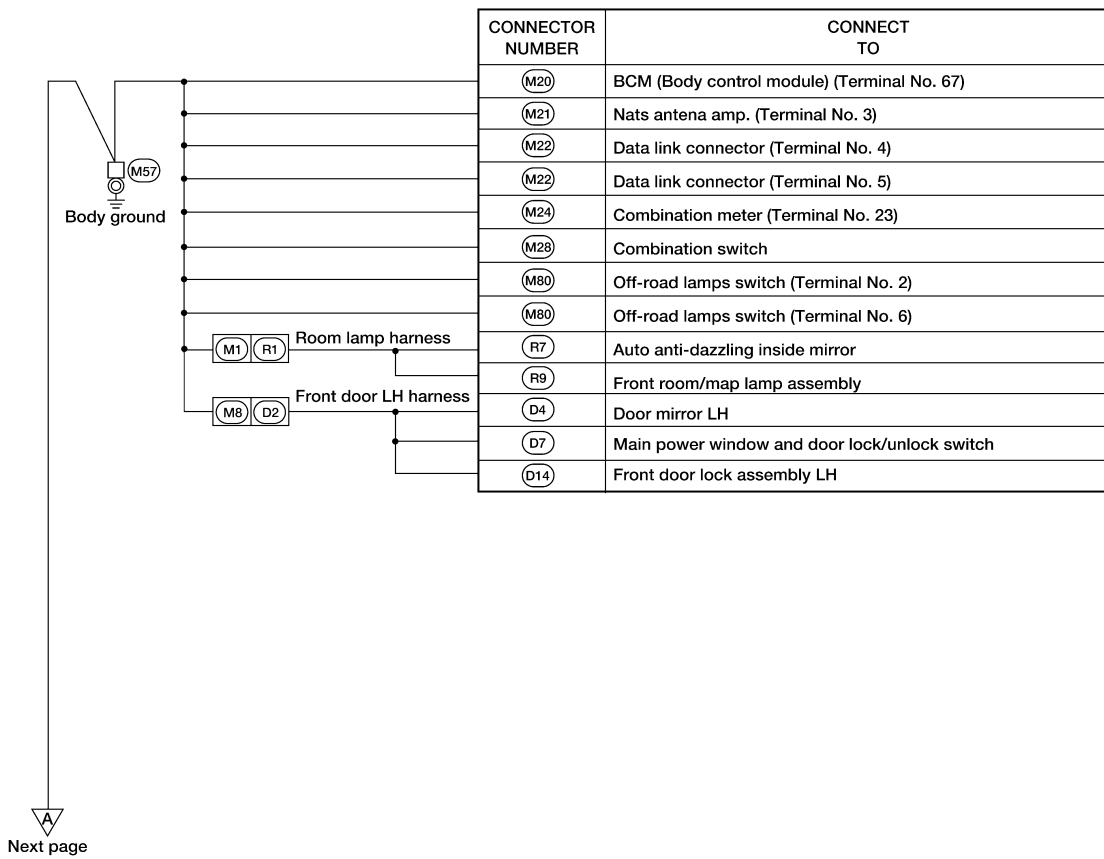 CONNECTOR NUMBER
CONNECT TO
M20 BCM (Body control module) (Terminal No. 67)
M21 Nats antena amp. (Terminal No. 3)
M22 Data link connector (Terminal No. 4)
M57
M22 Data link connector (Terminal No. 5)
Body ground
M24 Combination meter (Terminal No. 23)
M28 Combination switch
M80 Off-road lamps switch (Terminal No. 2)
M80 Off-road lamps switch (Terminal No. 6)
M1 R1 Room lamp harness
R7 Auto anti-dazzling inside mirror
R9 Front room/map lamp assembly
M8 D2 Front door LH harness
D4 Door mirror LH
D7 Main power window and door lock/unlock switch
D14 Front door lock assembly LH
A
Next page